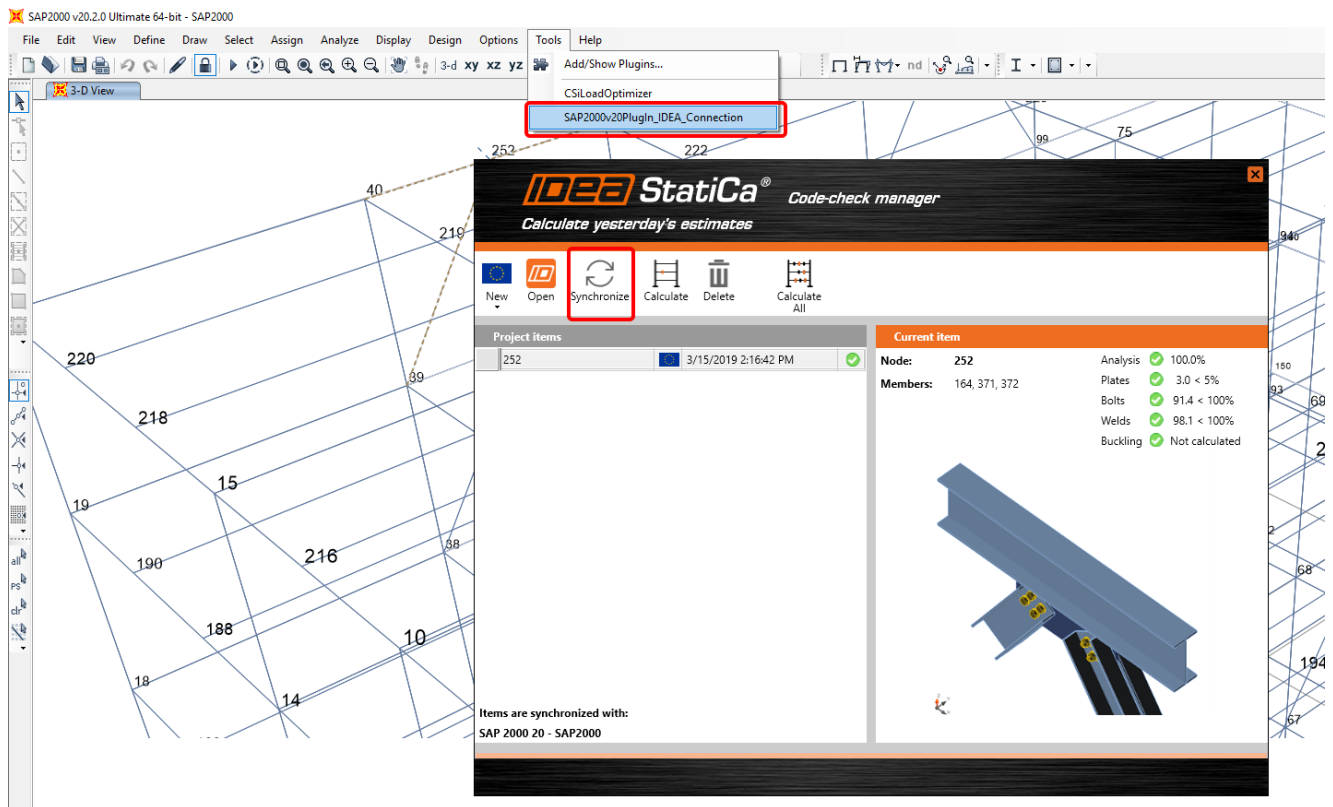 SAP2000 v20.2.0 Ultimate 64-bit - SAP2000
File Edit View Define Draw Select Assign Analyze Display Design Options Tools Help
3-d xy xz yz
nd
Add/Show Plugins...
CSiLoadOptimizer
SAP2000v20PlugIn_IDEA_Connection
3-D View
all
PS
clr
252
222
99
75
40
219
220
39
218
15
19
38
190
216
188
10
18
14
150
93
69
68
194
67
IDEA StatiCa® Code-check manager
Calculate yesterday's estimates
New Open Synchronize Calculate Delete Calculate All
Project items
252 3/15/2019 2:16:42 PM
Items are synchronized with:
SAP 2000 20 - SAP2000
Current item
Node: 252
Members: 164, 371, 372
Analysis 100.0%
Plates 3.0 < 5%
Bolts 91.4 < 100%
Welds 98.1 < 100%
Buckling Not calculated